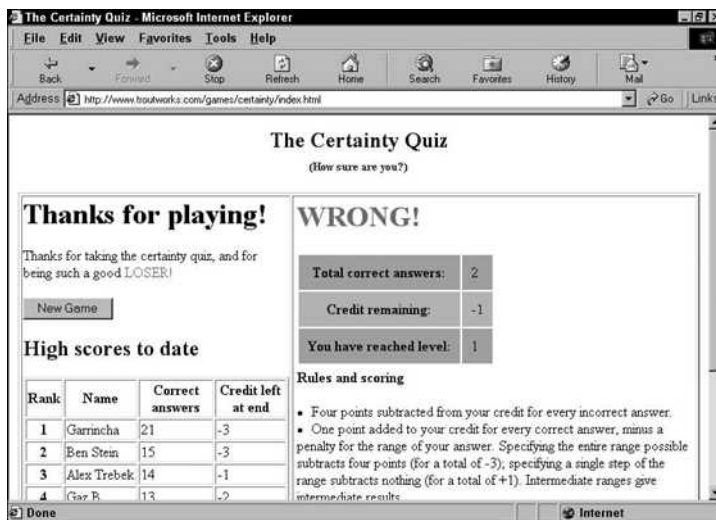 The Certainty Quiz - Microsoft Internet Explorer
File Edit View Favorites Tools Help
Back Forward Stop Refresh Home Search Favorites History Mail
Address http://www.troutworks.com/games/certainty/index.html Go Links
The Certainty Quiz
(How sure are you?)
Thanks for playing!
Thanks for taking the certainty quiz, and for
being such a good LOSER!
New Game
High scores to date
Rank Name Correct answers Credit left at end
1 Garrincha 21 -3
2 Ben Stein 15 -3
3 Alex Trebek 14 -1
4 Gaz B 13 -2
WRONG!
Total correct answers: 2
Credit remaining: -1
You have reached level: 1
Rules and scoring
• Four points subtracted from your credit for every incorrect answer.
• One point added to your credit for every correct answer, minus a
penalty for the range of your answer. Specifying the entire range possible
subtracts four points (for a total of -3); specifying a single step of the
range subtracts nothing (for a total of +1). Intermediate ranges give
intermediate results.
Done Internet